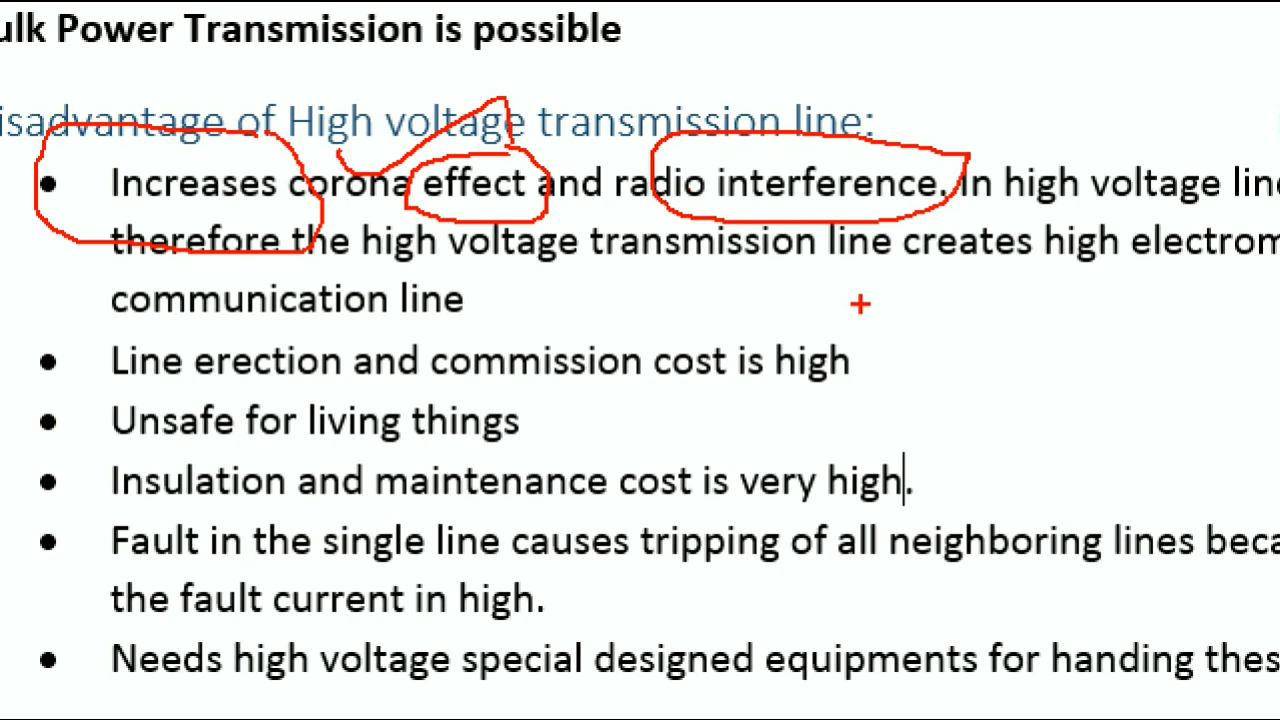 ulk Power Transmission is possible
isadvantage of High voltage transmission line:
• Increases corona effect and radio interference. In high voltage line
therefore the high voltage transmission line creates high electrom
communication line
• Line erection and commission cost is high
• Unsafe for living things
• Insulation and maintenance cost is very high.
• Fault in the single line causes tripping of all neighboring lines beca
the fault current in high.
• Needs high voltage special designed equipments for handing thes